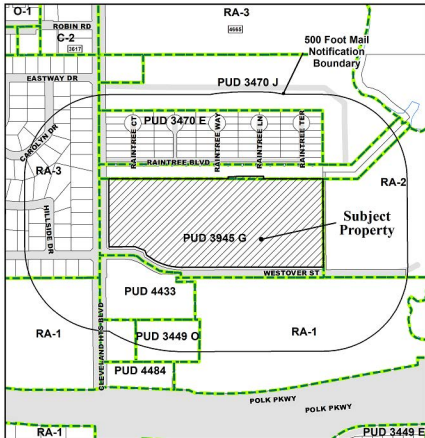 O-1
ROBIN RD
C-2
3617
RA-3
4665
500 Foot Mail
Notification
Boundary
EASTWAY DR
PUD 3470 J
CAROLYN DR
PUD 3470 E
RAINTREE CT
RAINTREE WAY
RAINTREE LN
RAINTREE TER
RAINTREE BLVD
RA-3
RA-2
HILLSIDE DR
PUD 3945 G
Subject
Property
WESTOVER ST
PUD 4433
RA-1
PUD 3449 O
RA-1
CLEVELAND HTS BLVD
PUD 4484
POLK PKWY
POLK PKWY
RA-1
PUD 3449 E